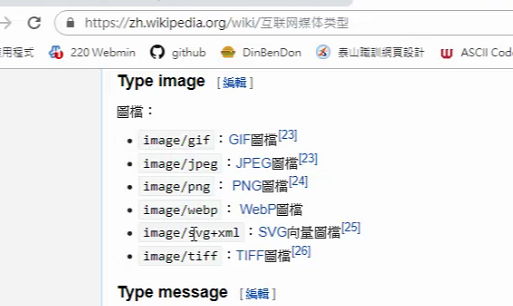 https://zh.wikipedia.org/wiki/互联网媒体类型
應用程式 220 Webmin github DinBenDon 泰山職訓網頁設計 ASCII Cod
Type image [編輯]
圖檔：
image/gif：GIF圖檔[23]
image/jpeg：JPEG圖檔[23]
image/png： PNG圖檔[24]
image/webp： WebP圖檔
image/svg+xml：SVG向量圖檔[25]
image/tiff：TIFF圖檔[26]
Type message [編輯]